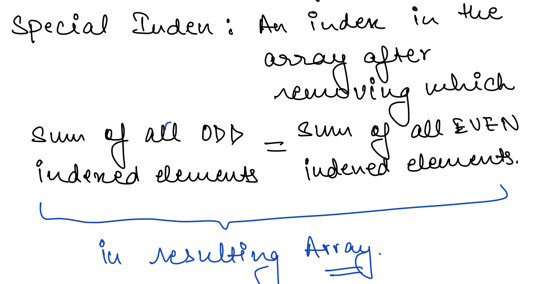 Special Index : An index in the
array after
removing which
sum of all ODD = sum of all EVEN
indexed elements indexed elements.
in resulting Array.